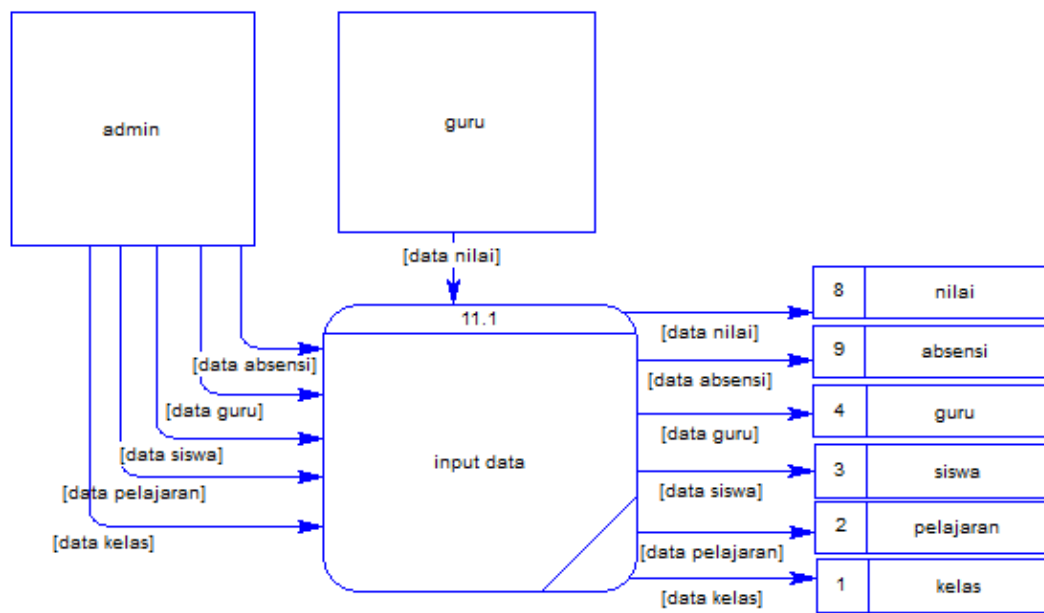 admin
guru
[data nilai]
11.1
input data
[data absensi]
[data guru]
[data siswa]
[data pelajaran]
[data kelas]
[data nilai]
[data absensi]
[data guru]
[data siswa]
[data pelajaran]
[data kelas]
8 nilai
9 absensi
4 guru
3 siswa
2 pelajaran
1 kelas